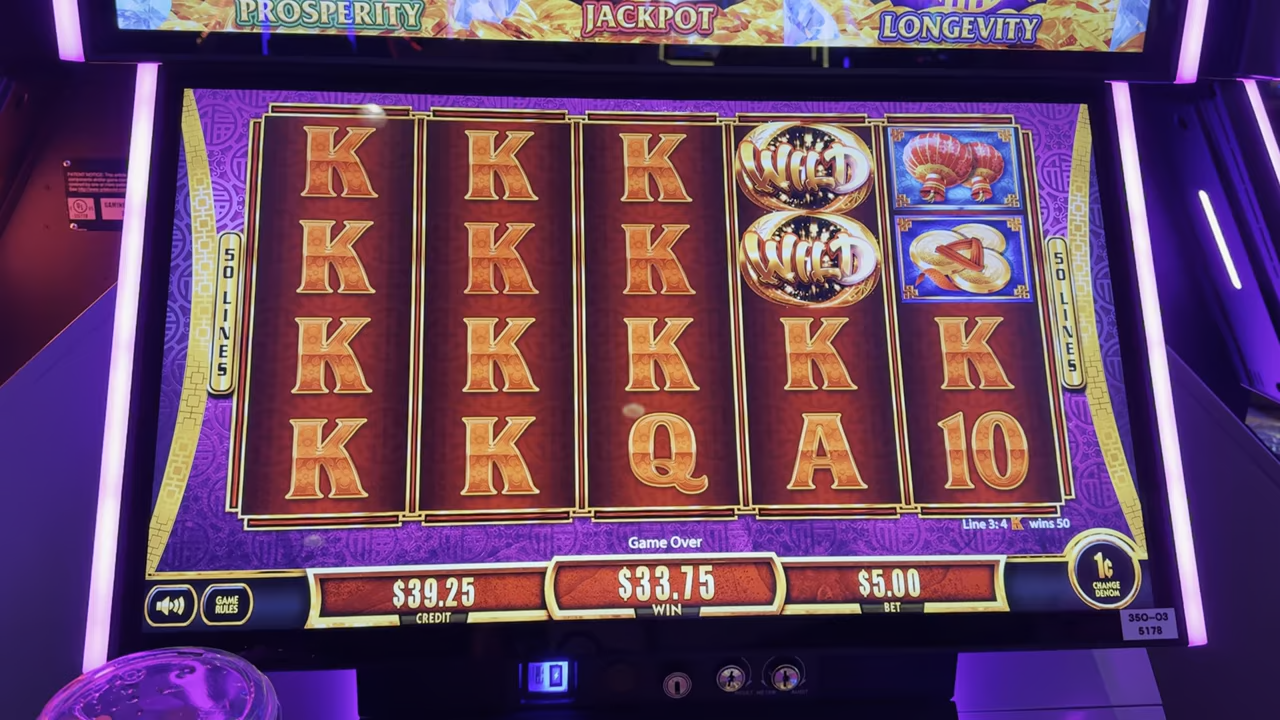 PROSPERITY
JACKPOT
LONGEVITY
K K K WILD
K K K WILD
K K K K K
K K Q A 10
50 LINES
50 LINES
Line 3: 4 K wins 50
Game Over
$39.25
CREDIT
$33.75
WIN
$5.00
BET
GAME
RULES
1¢
CHANGE
DENOM
350-03
5178